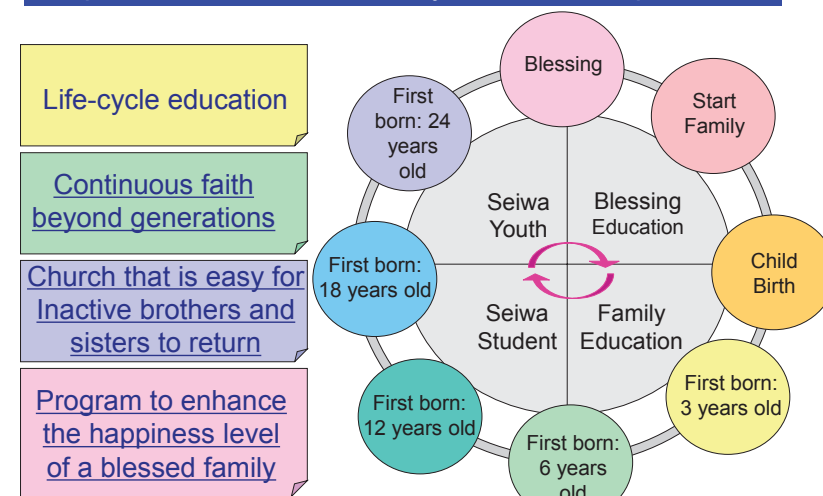 Life-cycle education
Continuous faith
beyond generations
Church that is easy for
Inactive brothers and
sisters to return
Program to enhance
the happiness level
of a blessed family
Blessing
Start
Family
Child
Birth
First born:
3 years old
First born:
6 years
old
First born:
12 years old
First born:
18 years old
First
born: 24
years
old
Seiwa
Youth
Blessing
Education
Seiwa
Student
Family
Education